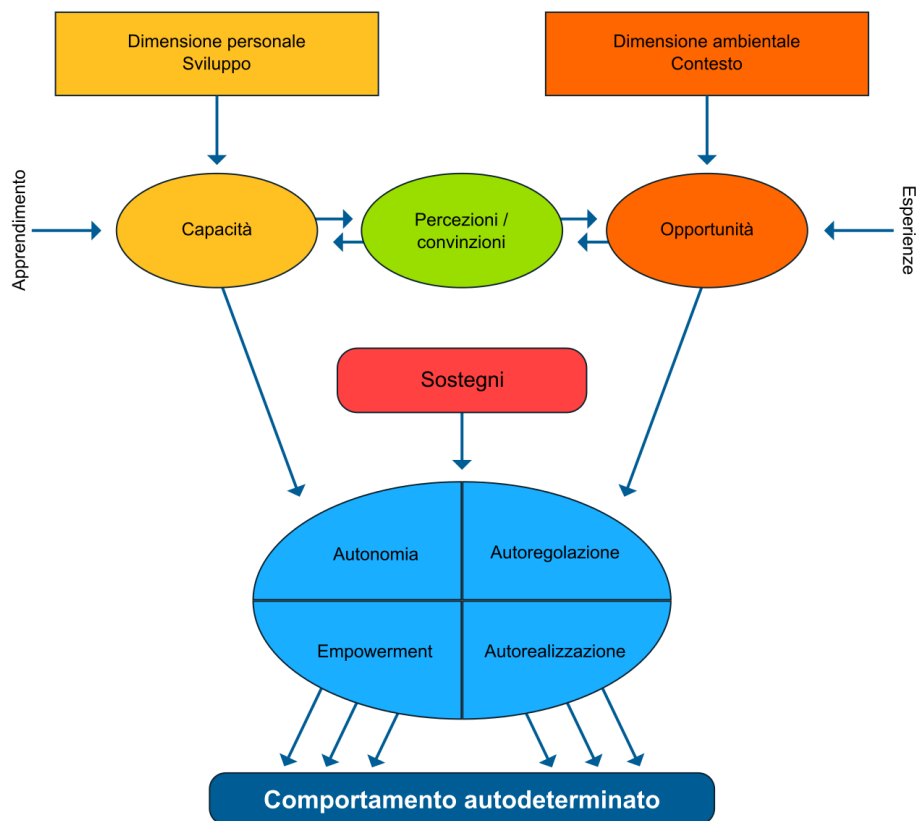 Dimensione personale
Sviluppo
Dimensione ambientale
Contesto
Apprendimento
Capacità
Percezioni /
convinzioni
Opportunità
Esperienze
Sostegni
Autonomia
Autoregolazione
Empowerment
Autorealizzazione
Comportamento autodeterminato